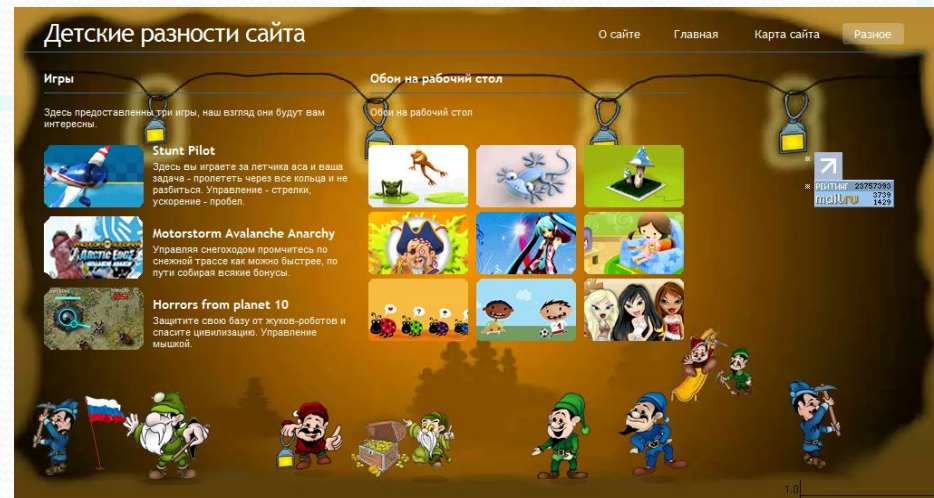 Детские разности сайта
О сайте Главная Карта сайта Разное
Игры
Здесь предоставленны три игры, наш взгляд они будут вам
интересны.
Stunt Pilot
Здесь вы играете за летчика аса и ваша
задача - пролететь через все кольца и не
разбиться. Управление - стрелки,
ускорение - пробел.
Motorstorm Avalanche Anarchy
Управляя снегоходом промчитесь по
снежной трассе как можно быстрее, по
пути собирая всякие бонусы.
ARCTIC EDGE
Horrors from planet 10
Защитите свою базу от жуков-роботов и
спасите цивилизацию. Управление
мышкой.
Обои на рабочий стол
Обои на рабочий стол
РЕЙТИНГ 23757393
mail.ru 3739
1429
1.0